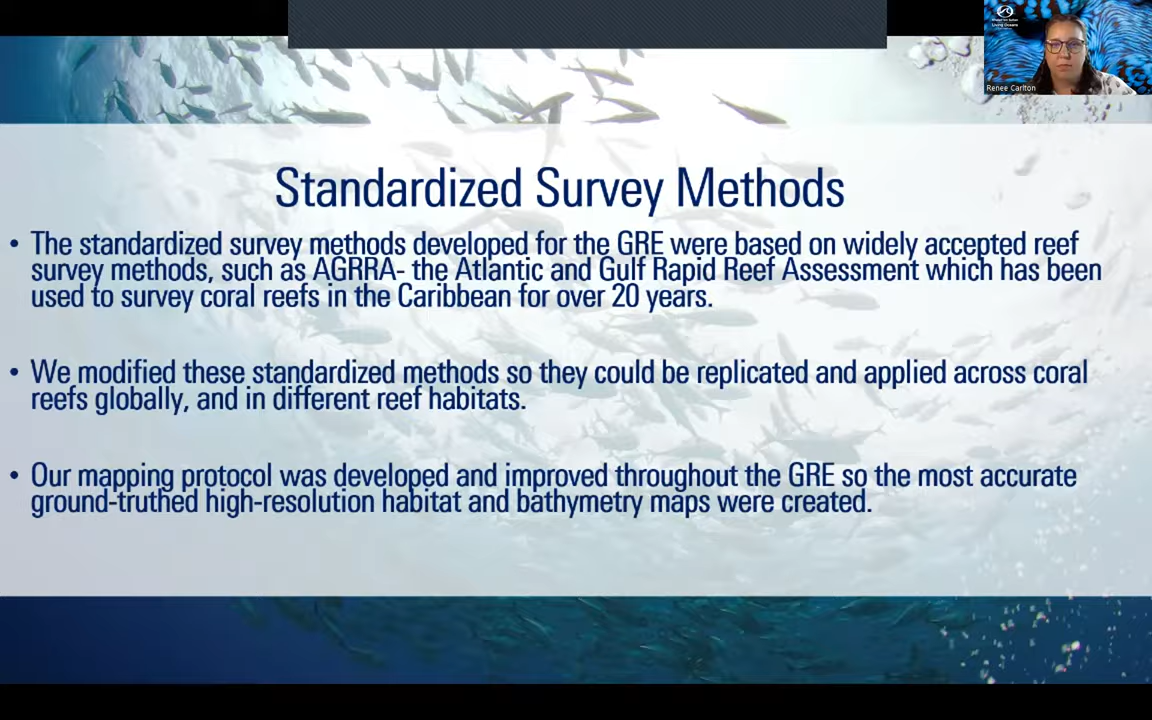 Living Oceans
Renee Carlton
Standardized Survey Methods
• The standardized survey methods developed for the GRE were based on widely accepted reef
survey methods, such as AGRRA- the Atlantic and Gulf Rapid Reef Assessment which has been
used to survey coral reefs in the Caribbean for over 20 years.
• We modified these standardized methods so they could be replicated and applied across coral
reefs globally, and in different reef habitats.
• Our mapping protocol was developed and improved throughout the GRE so the most accurate
ground-truthed high-resolution habitat and bathymetry maps were created.